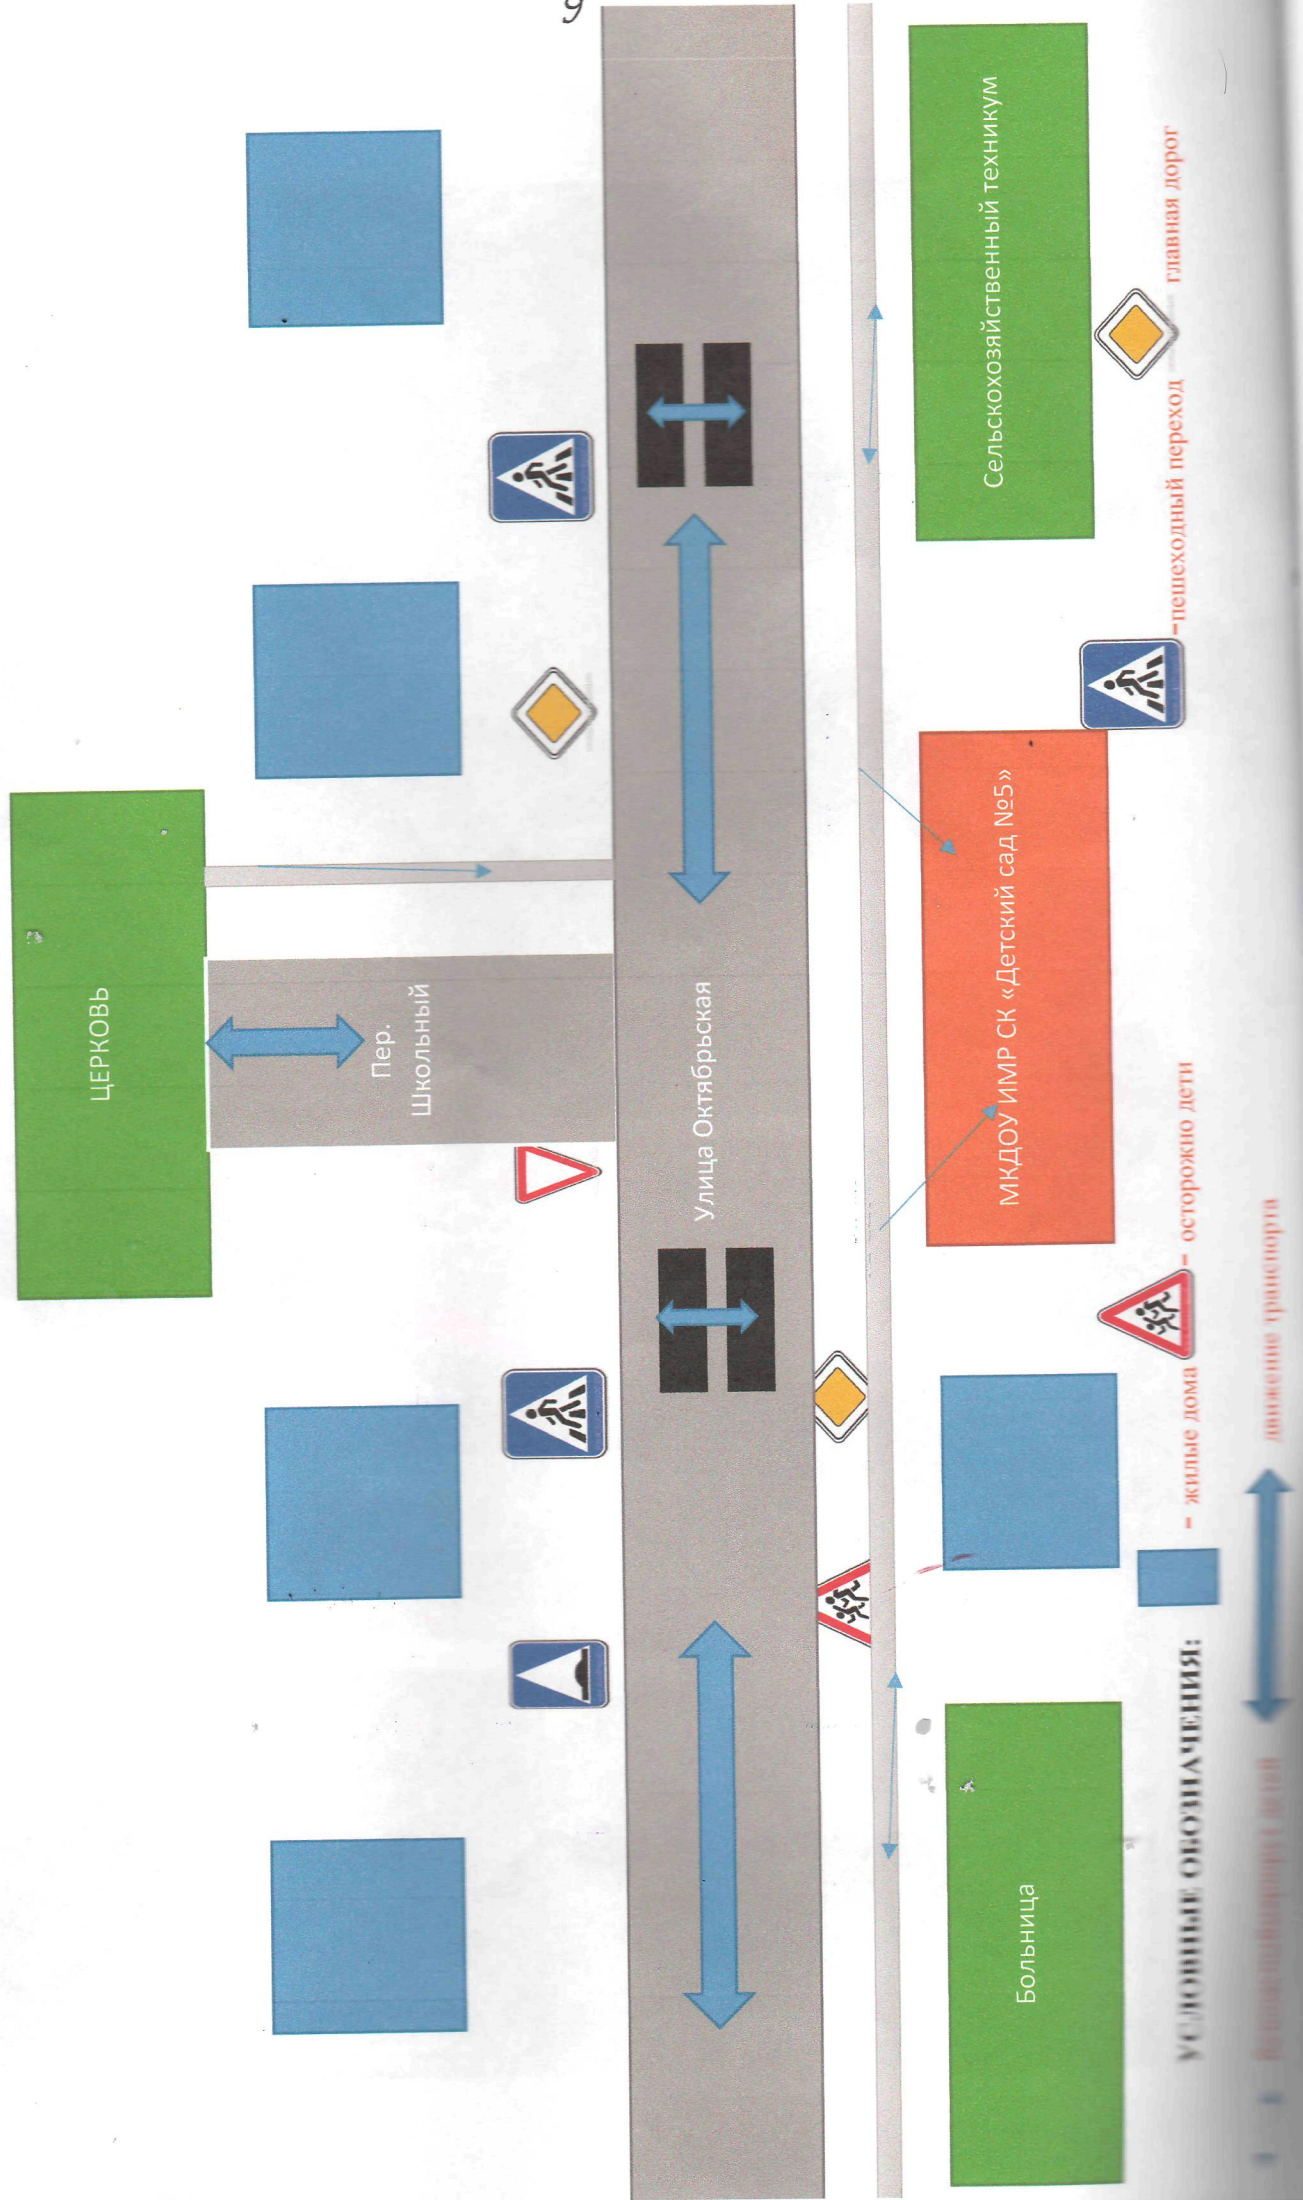 9
ЦЕРКОВЬ
Пер.
Школьный
Улица Октябрьская
МКДОУ ИМР СК «Детский сад №5»
Сельскохозяйственный техникум
Больница
УСЛОВНЫЕ ОБОЗНАЧЕНИЯ:
- жилые дома
- осторожно дети
-пешеходный переход
главная дорог
движение транспорта